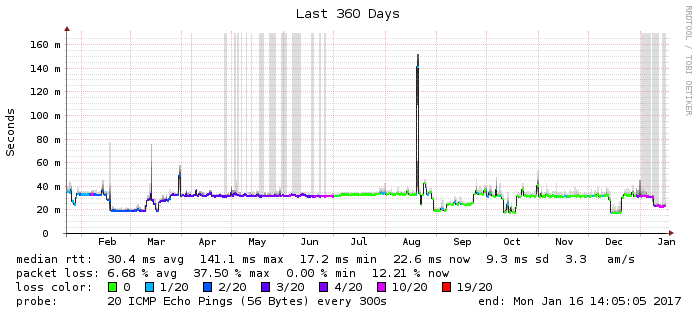 Last 360 Days
RRDTOOL / TOBI OETIKER
Seconds
160 m
140 m
120 m
100 m
80 m
60 m
40 m
20 m
0
Feb Mar Apr May Jun Jul Aug Sep Oct Nov Dec Jan
median rtt: 30.4 ms avg 141.1 ms max 17.2 ms min 22.6 ms now 9.3 ms sd 3.3 am/s
packet loss: 6.68 % avg 37.50 % max 0.00 % min 12.21 % now
loss color: 0 1/20 2/20 3/20 4/20 10/20 19/20
probe: 20 ICMP Echo Pings (56 Bytes) every 300s end: Mon Jan 16 14:05:05 2017